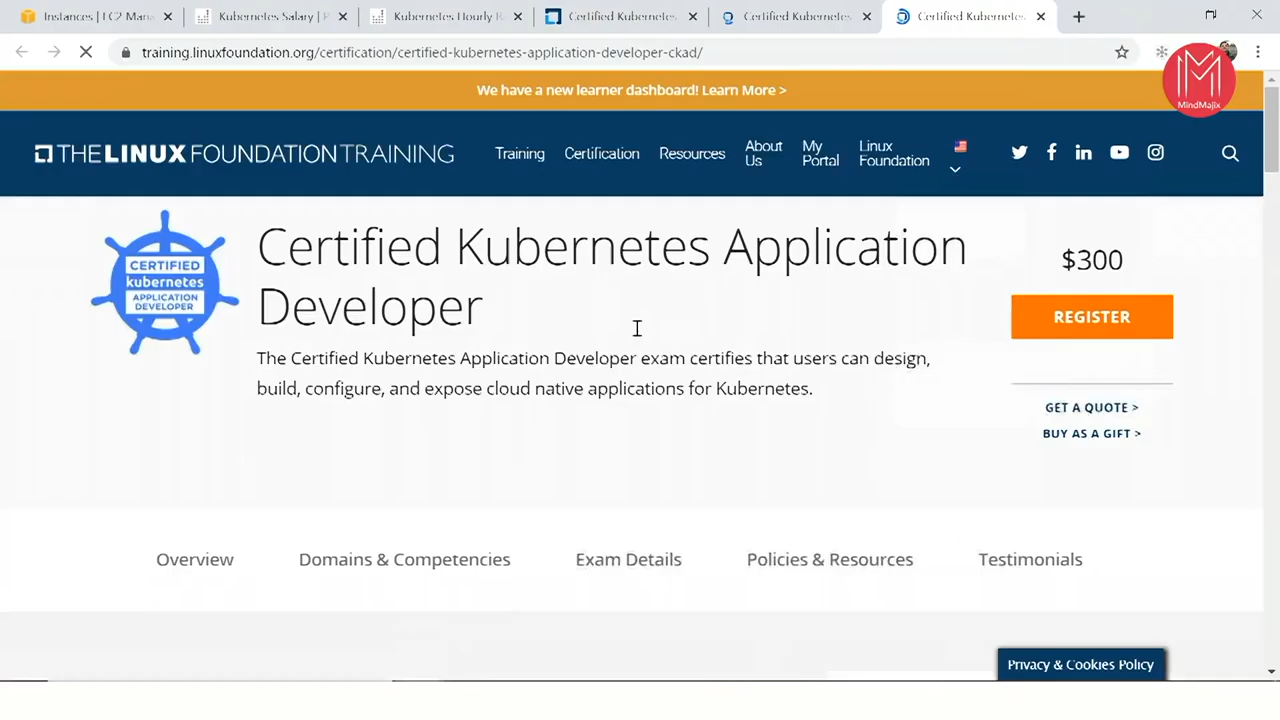 Instances | EC2 Mana
Kubernetes Salary | P
Kubernetes Hourly R
Certified Kubernetes
Certified Kubernetes
Certified Kubernetes
training.linuxfoundation.org/certification/certified-kubernetes-application-developer-ckad/
MindMajix
We have a new learner dashboard! Learn More >
THE LINUX FOUNDATION TRAINING
Training
Certification
Resources
About Us
My Portal
Linux Foundation
CERTIFIED
kubernetes
APPLICATION
DEVELOPER
Certified Kubernetes Application
Developer
The Certified Kubernetes Application Developer exam certifies that users can design,
build, configure, and expose cloud native applications for Kubernetes.
$300
REGISTER
GET A QUOTE >
BUY AS A GIFT >
Overview
Domains & Competencies
Exam Details
Policies & Resources
Testimonials
Privacy & Cookies Policy